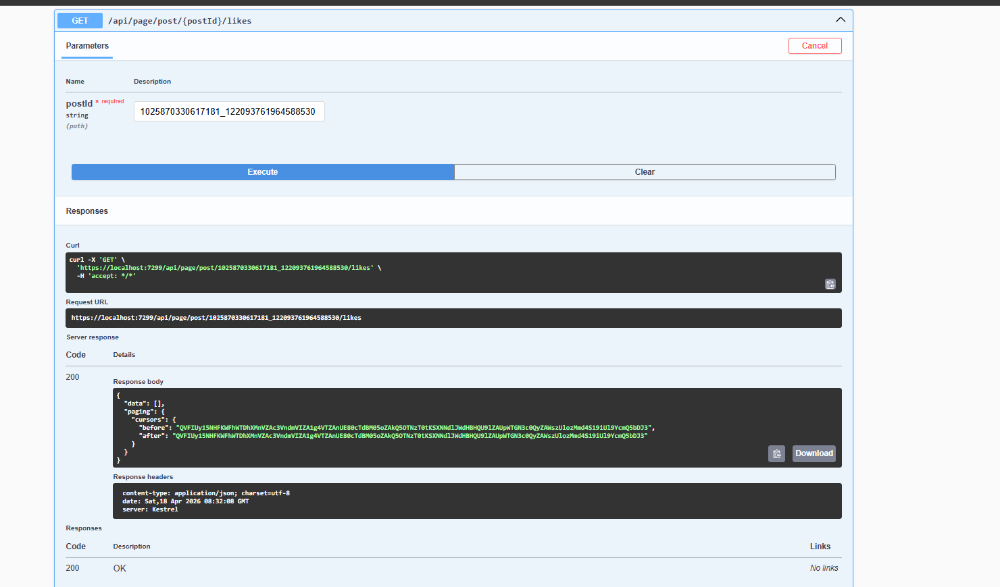 GET /api/page/post/{postId}/likes
Parameters
Cancel
Name Description
postId * required
string
(path)
1025870330617181_122093761964588530
Execute Clear
Responses
Curl
curl -X 'GET' \
'https://localhost:7299/api/page/post/1025870330617181_122093761964588530/likes' \
-H 'accept: */*'
Request URL
https://localhost:7299/api/page/post/1025870330617181_122093761964588530/likes
Server response
Code Details
200
Response body
{
"data": [],
"paging": {
"cursors": {
"before":
"after":
}
}
}
Download
Response headers
content-type: application/json; charset=utf-8
date: Sat,18 Apr 2026 08:32:08 GMT
server: Kestrel
Responses
Code Description Links
200 OK No links